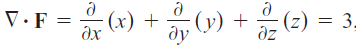 ∇ · F = ∂/∂x (x) + ∂/∂y (y) + ∂/∂z (z) = 3,